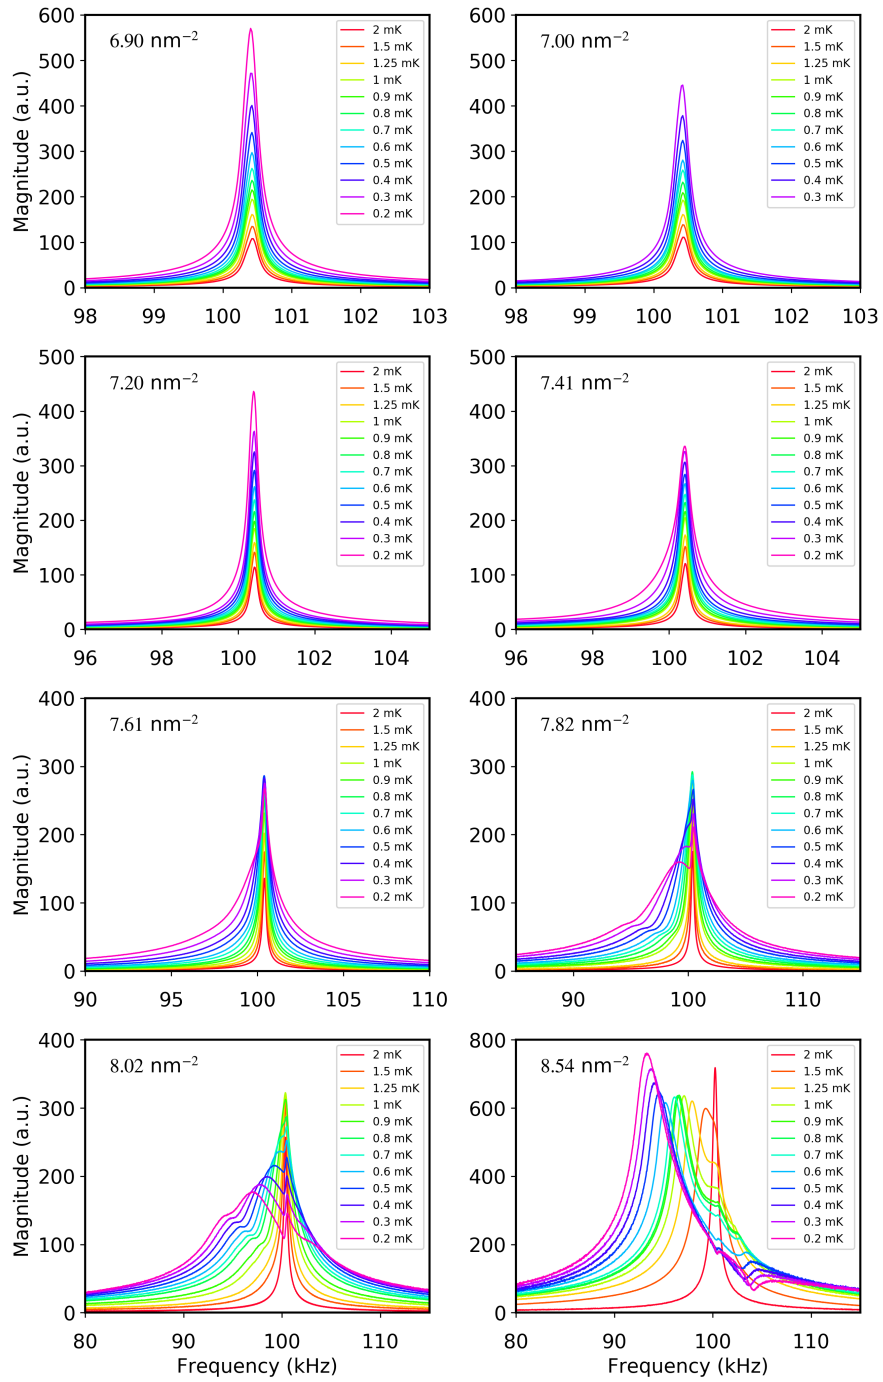 6.90 nm⁻²
2 mK
1.5 mK
1.25 mK
1 mK
0.9 mK
0.8 mK
0.7 mK
0.6 mK
0.5 mK
0.4 mK
0.3 mK
0.2 mK
600
500
400
300
200
100
0
Magnitude (a.u.)
98 99 100 101 102 103
7.00 nm⁻²
2 mK
1.5 mK
1.25 mK
1 mK
0.9 mK
0.8 mK
0.7 mK
0.6 mK
0.5 mK
0.4 mK
0.3 mK
600
500
400
300
200
100
0
98 99 100 101 102 103
7.20 nm⁻²
2 mK
1.5 mK
1.25 mK
1 mK
0.9 mK
0.8 mK
0.7 mK
0.6 mK
0.5 mK
0.4 mK
0.3 mK
0.2 mK
500
400
300
200
100
0
Magnitude (a.u.)
96 98 100 102 104
7.41 nm⁻²
2 mK
1.5 mK
1.25 mK
1 mK
0.9 mK
0.8 mK
0.7 mK
0.6 mK
0.5 mK
0.4 mK
0.3 mK
0.2 mK
500
400
300
200
100
0
96 98 100 102 104
7.61 nm⁻²
2 mK
1.5 mK
1.25 mK
1 mK
0.9 mK
0.8 mK
0.7 mK
0.6 mK
0.5 mK
0.4 mK
0.3 mK
0.2 mK
400
300
200
100
0
Magnitude (a.u.)
90 95 100 105 110
7.82 nm⁻²
2 mK
1.5 mK
1.25 mK
1 mK
0.9 mK
0.8 mK
0.7 mK
0.6 mK
0.5 mK
0.4 mK
0.3 mK
0.2 mK
400
300
200
100
0
90 100 110
8.02 nm⁻²
2 mK
1.5 mK
1.25 mK
1 mK
0.9 mK
0.8 mK
0.7 mK
0.6 mK
0.5 mK
0.4 mK
0.3 mK
0.2 mK
400
300
200
100
0
Magnitude (a.u.)
80 90 100 110
Frequency (kHz)
8.54 nm⁻²
2 mK
1.5 mK
1.25 mK
1 mK
0.9 mK
0.8 mK
0.7 mK
0.6 mK
0.5 mK
0.4 mK
0.3 mK
0.2 mK
800
600
400
200
0
80 90 100 110
Frequency (kHz)